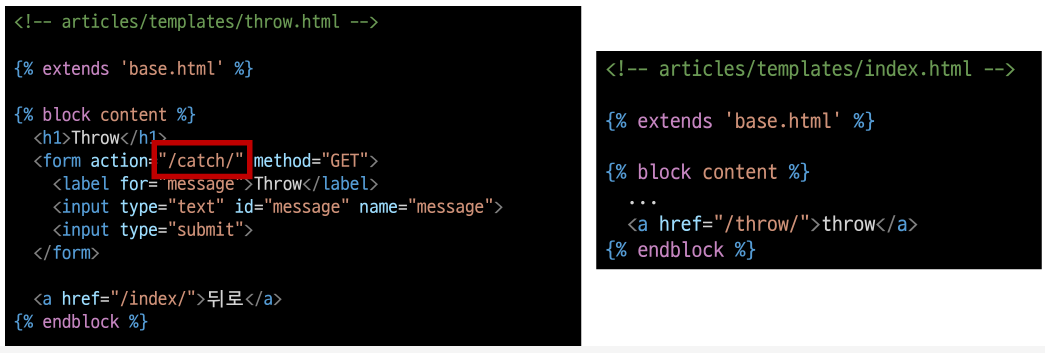 <!-- articles/templates/throw.html -->
{% extends 'base.html' %}
{% block content %}
<h1>Throw</h1>
<form action="/catch/" method="GET">
<label for="message">Throw</label>
<input type="text" id="message" name="message">
<input type="submit">
</form>
<a href="/index/">뒤로</a>
{% endblock %}
<!-- articles/templates/index.html -->
{% extends 'base.html' %}
{% block content %}
...
<a href="/throw/">throw</a>
{% endblock %}